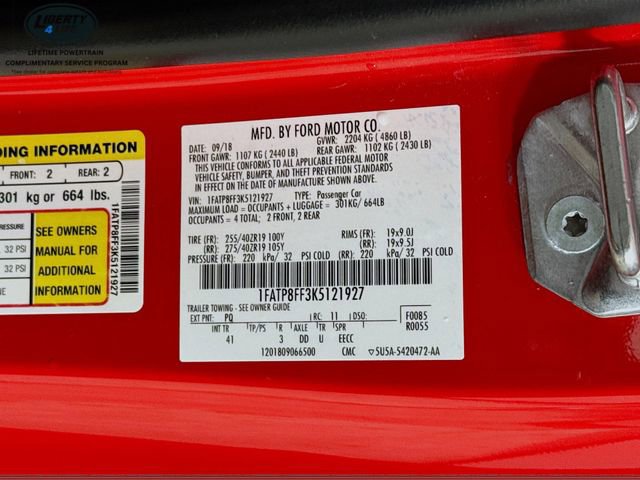 LIBERTY
4 LIFE
LIFETIME POWERTRAIN
COMPLIMENTARY SERVICE PROGRAM
*See dealer for complete details
DING INFORMATION
FRONT: 2 REAR: 2
301 kg or 664 lbs.
PRESSURE
32 PSI
32 PSI
SEE OWNERS
MANUAL FOR
ADDITIONAL
INFORMATION
1FATP8FF3K5121927
MFD. BY FORD MOTOR CO.
DATE: 09/18 GVWR: 2204 KG ( 4860 LB)
FRONT GAWR: 1107 KG ( 2440 LB) REAR GAWR: 1102 KG ( 2430 LB)
THIS VEHICLE CONFORMS TO ALL APPLICABLE FEDERAL MOTOR
VEHICLE SAFETY, BUMPER, AND THEFT PREVENTION STANDARDS
IN EFFECT ON THE DATE OF MANUFACTURE SHOWN ABOVE.
VIN: 1FATP8FF3K5121927 TYPE: Passenger Car
MAXIMUM LOAD = OCCUPANTS + LUGGAGE = 301KG/ 664LB
OCCUPANTS = 4 TOTAL; 2 FRONT, 2 REAR
TIRE (FR): 255/40ZR19 100Y RIMS (FR): 19x9.0J
(RR): 275/40ZR19 105Y (RR): 19x9.5J
PRESSURE (FR): 220 kPa/ 32 PSI COLD (RR): 220 kPa/ 32 PSI COLD
1FATP8FF3K5121927
TRAILER TOWING - SEE OWNER GUIDE
EXT PNT: PQ RC: 11 DSO: F0085
R0055
INT TR TP/PS R AXLE TR SPR
41 3 DD U EECC
1201809066500 CMC ▽5U5A-5420472-AA